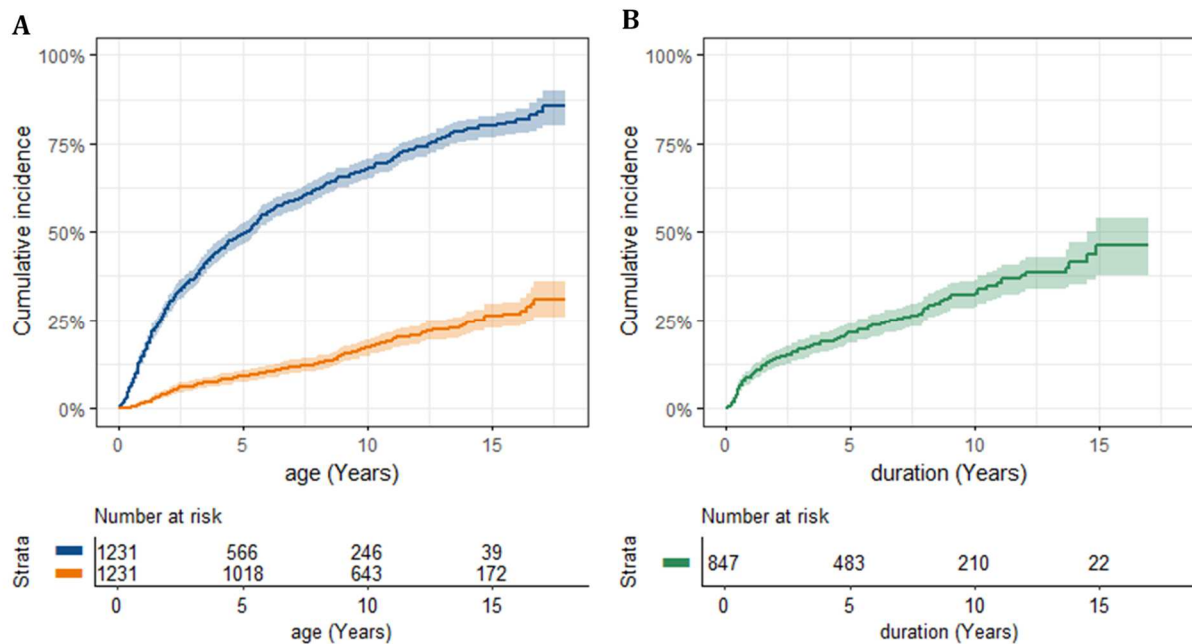 A
Cumulative incidence
100%
75%
50%
25%
0%
0 5 10 15
age (Years)
Number at risk
Strata
1231 566 246 39
1231 1018 643 172
0 5 10 15
age (Years)
B
Cumulative incidence
100%
75%
50%
25%
0%
0 5 10 15
duration (Years)
Number at risk
Strata
847 483 210 22
0 5 10 15
duration (Years)